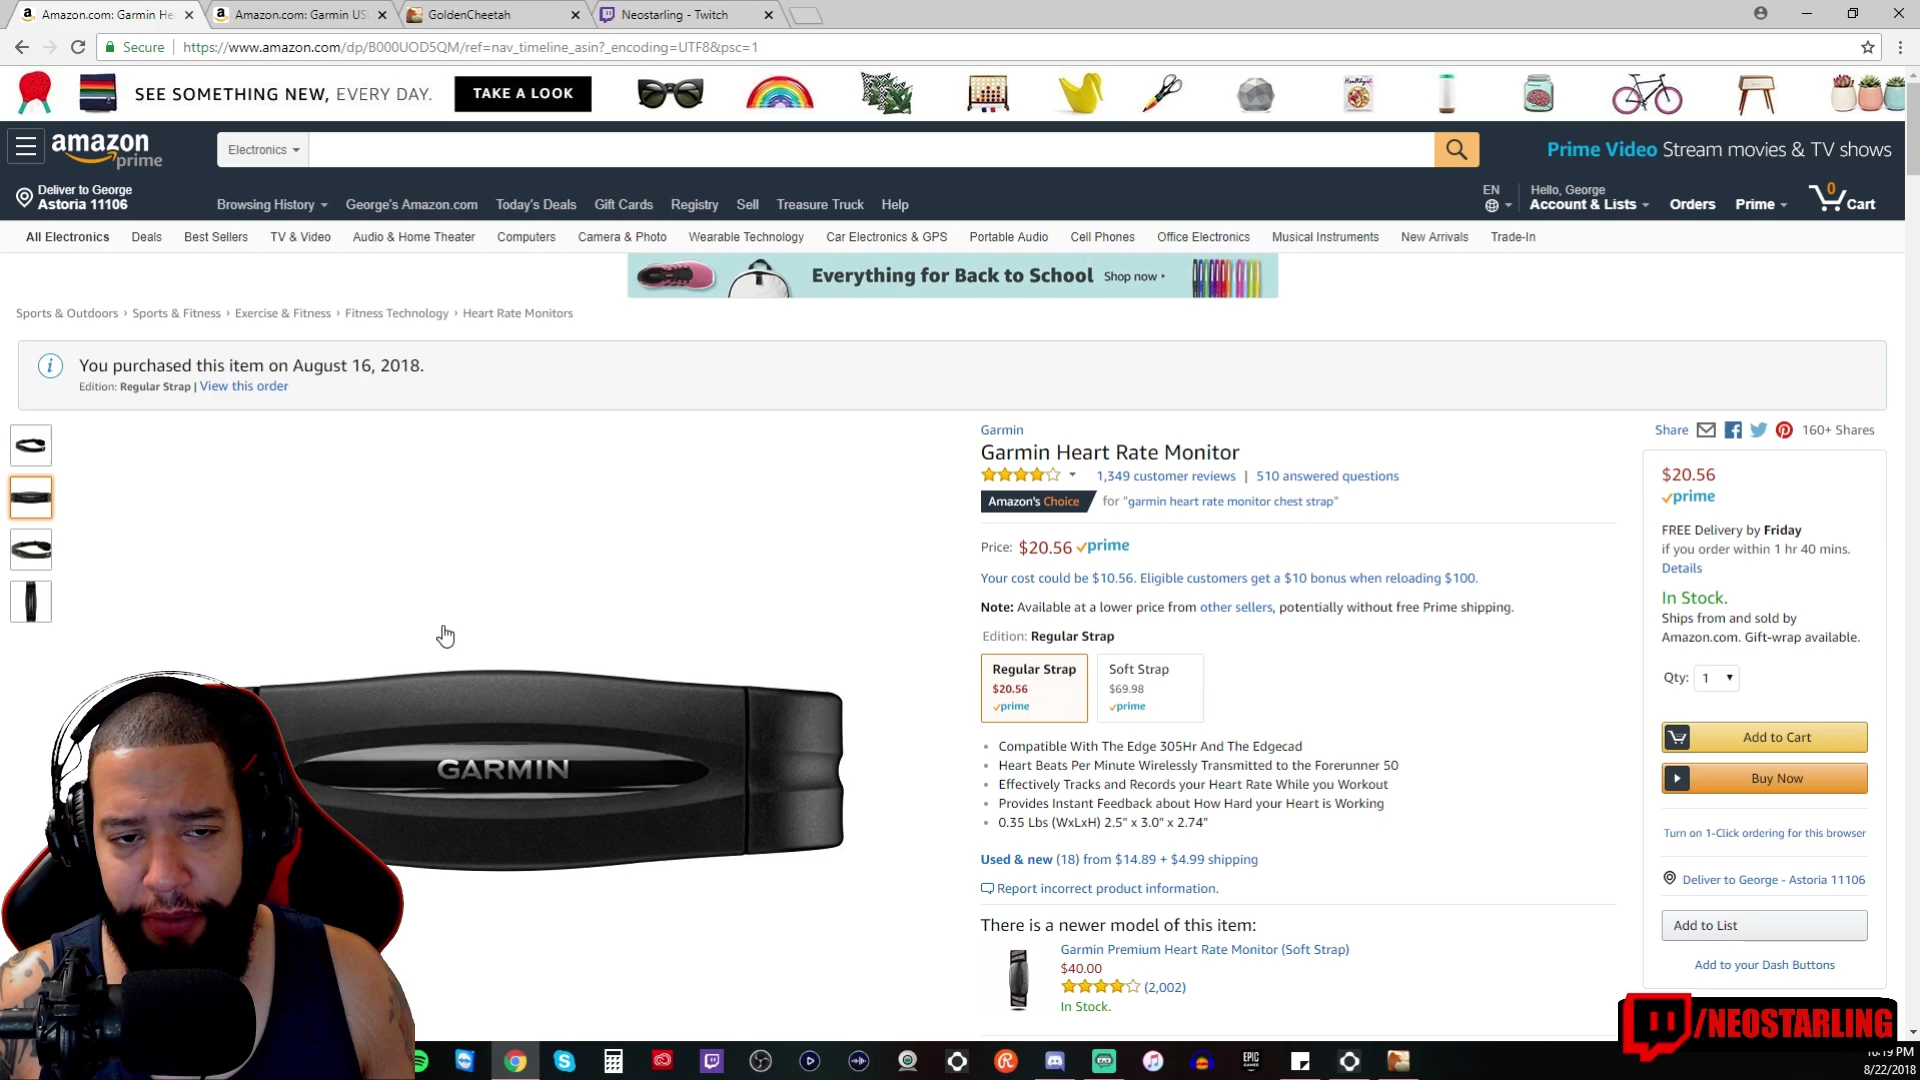 Amazon.com: Garmin He
Amazon.com: Garmin US
GoldenCheetah
Neostarling - Twitch
Secure
https://www.amazon.com/dp/B000UOD5QM/ref=nav_timeline_asin?_encoding=UTF8&psc=1
SEE SOMETHING NEW, EVERY DAY.
TAKE A LOOK
amazon
prime
Electronics
Prime Video Stream movies & TV shows
Deliver to George
Astoria 11106
Browsing History
George's Amazon.com
Today's Deals
Gift Cards
Registry
Sell
Treasure Truck
Help
EN
Hello, George
Account & Lists
Orders
Prime
0
Cart
All Electronics
Deals
Best Sellers
TV & Video
Audio & Home Theater
Computers
Camera & Photo
Wearable Technology
Car Electronics & GPS
Portable Audio
Cell Phones
Office Electronics
Musical Instruments
New Arrivals
Trade-In
Everything for Back to School Shop now
Sports & Outdoors › Sports & Fitness › Exercise & Fitness › Fitness Technology › Heart Rate Monitors
You purchased this item on August 16, 2018.
Edition: Regular Strap | View this order
GARMIN
Garmin
Garmin Heart Rate Monitor
1,349 customer reviews | 510 answered questions
Amazon's Choice for "garmin heart rate monitor chest strap"
Price: $20.56 prime
Your cost could be $10.56. Eligible customers get a $10 bonus when reloading $100.
Note: Available at a lower price from other sellers, potentially without free Prime shipping.
Edition: Regular Strap
Regular Strap
$20.56
prime
Soft Strap
$69.98
prime
Compatible With The Edge 305Hr And The Edgecad
Heart Beats Per Minute Wirelessly Transmitted to the Forerunner 50
Effectively Tracks and Records your Heart Rate While you Workout
Provides Instant Feedback about How Hard your Heart is Working
0.35 Lbs (WxLxH) 2.5" x 3.0" x 2.74"
Used & new (18) from $14.89 + $4.99 shipping
Report incorrect product information.
There is a newer model of this item:
Garmin Premium Heart Rate Monitor (Soft Strap)
$40.00
(2,002)
In Stock.
Share
160+ Shares
$20.56
prime
FREE Delivery by Friday
if you order within 1 hr 40 mins.
Details
In Stock.
Ships from and sold by
Amazon.com. Gift-wrap available.
Qty: 1
Add to Cart
Buy Now
Turn on 1-Click ordering for this browser
Deliver to George - Astoria 11106
Add to List
Add to your Dash Buttons
/NEOSTARLING
EPIC
GAMES
10:19 PM
8/22/2018